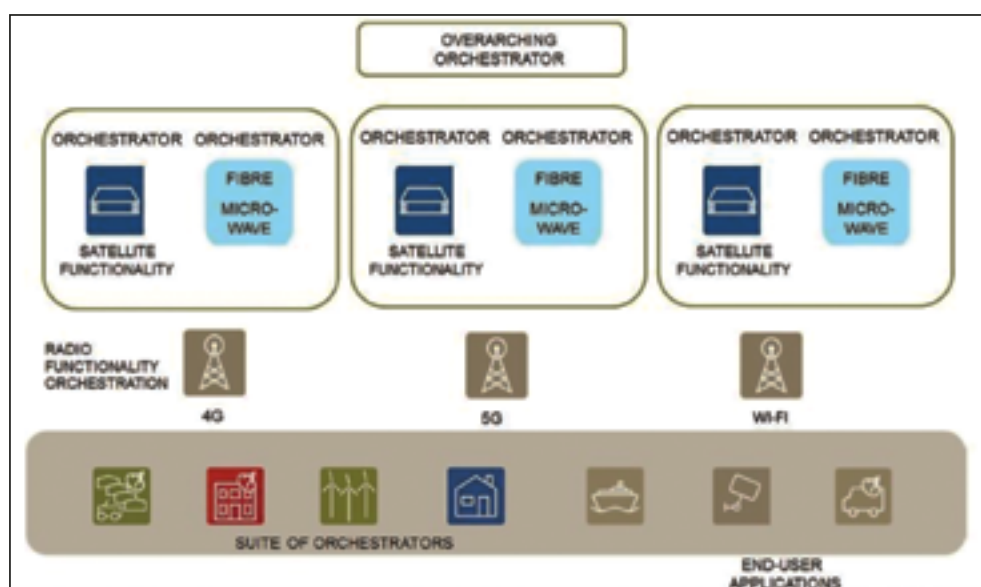 OVERARCHING
ORCHESTRATOR
ORCHESTRATOR ORCHESTRATOR
FIBRE
MICRO-
WAVE
SATELLITE
FUNCTIONALITY
ORCHESTRATOR ORCHESTRATOR
FIBRE
MICRO-
WAVE
SATELLITE
FUNCTIONALITY
ORCHESTRATOR ORCHESTRATOR
FIBRE
MICRO-
WAVE
SATELLITE
FUNCTIONALITY
RADIO
FUNCTIONALITY
ORCHESTRATION
4G
5G
WI-FI
SUITE OF ORCHESTRATORS
END-USER
APPLICATIONS